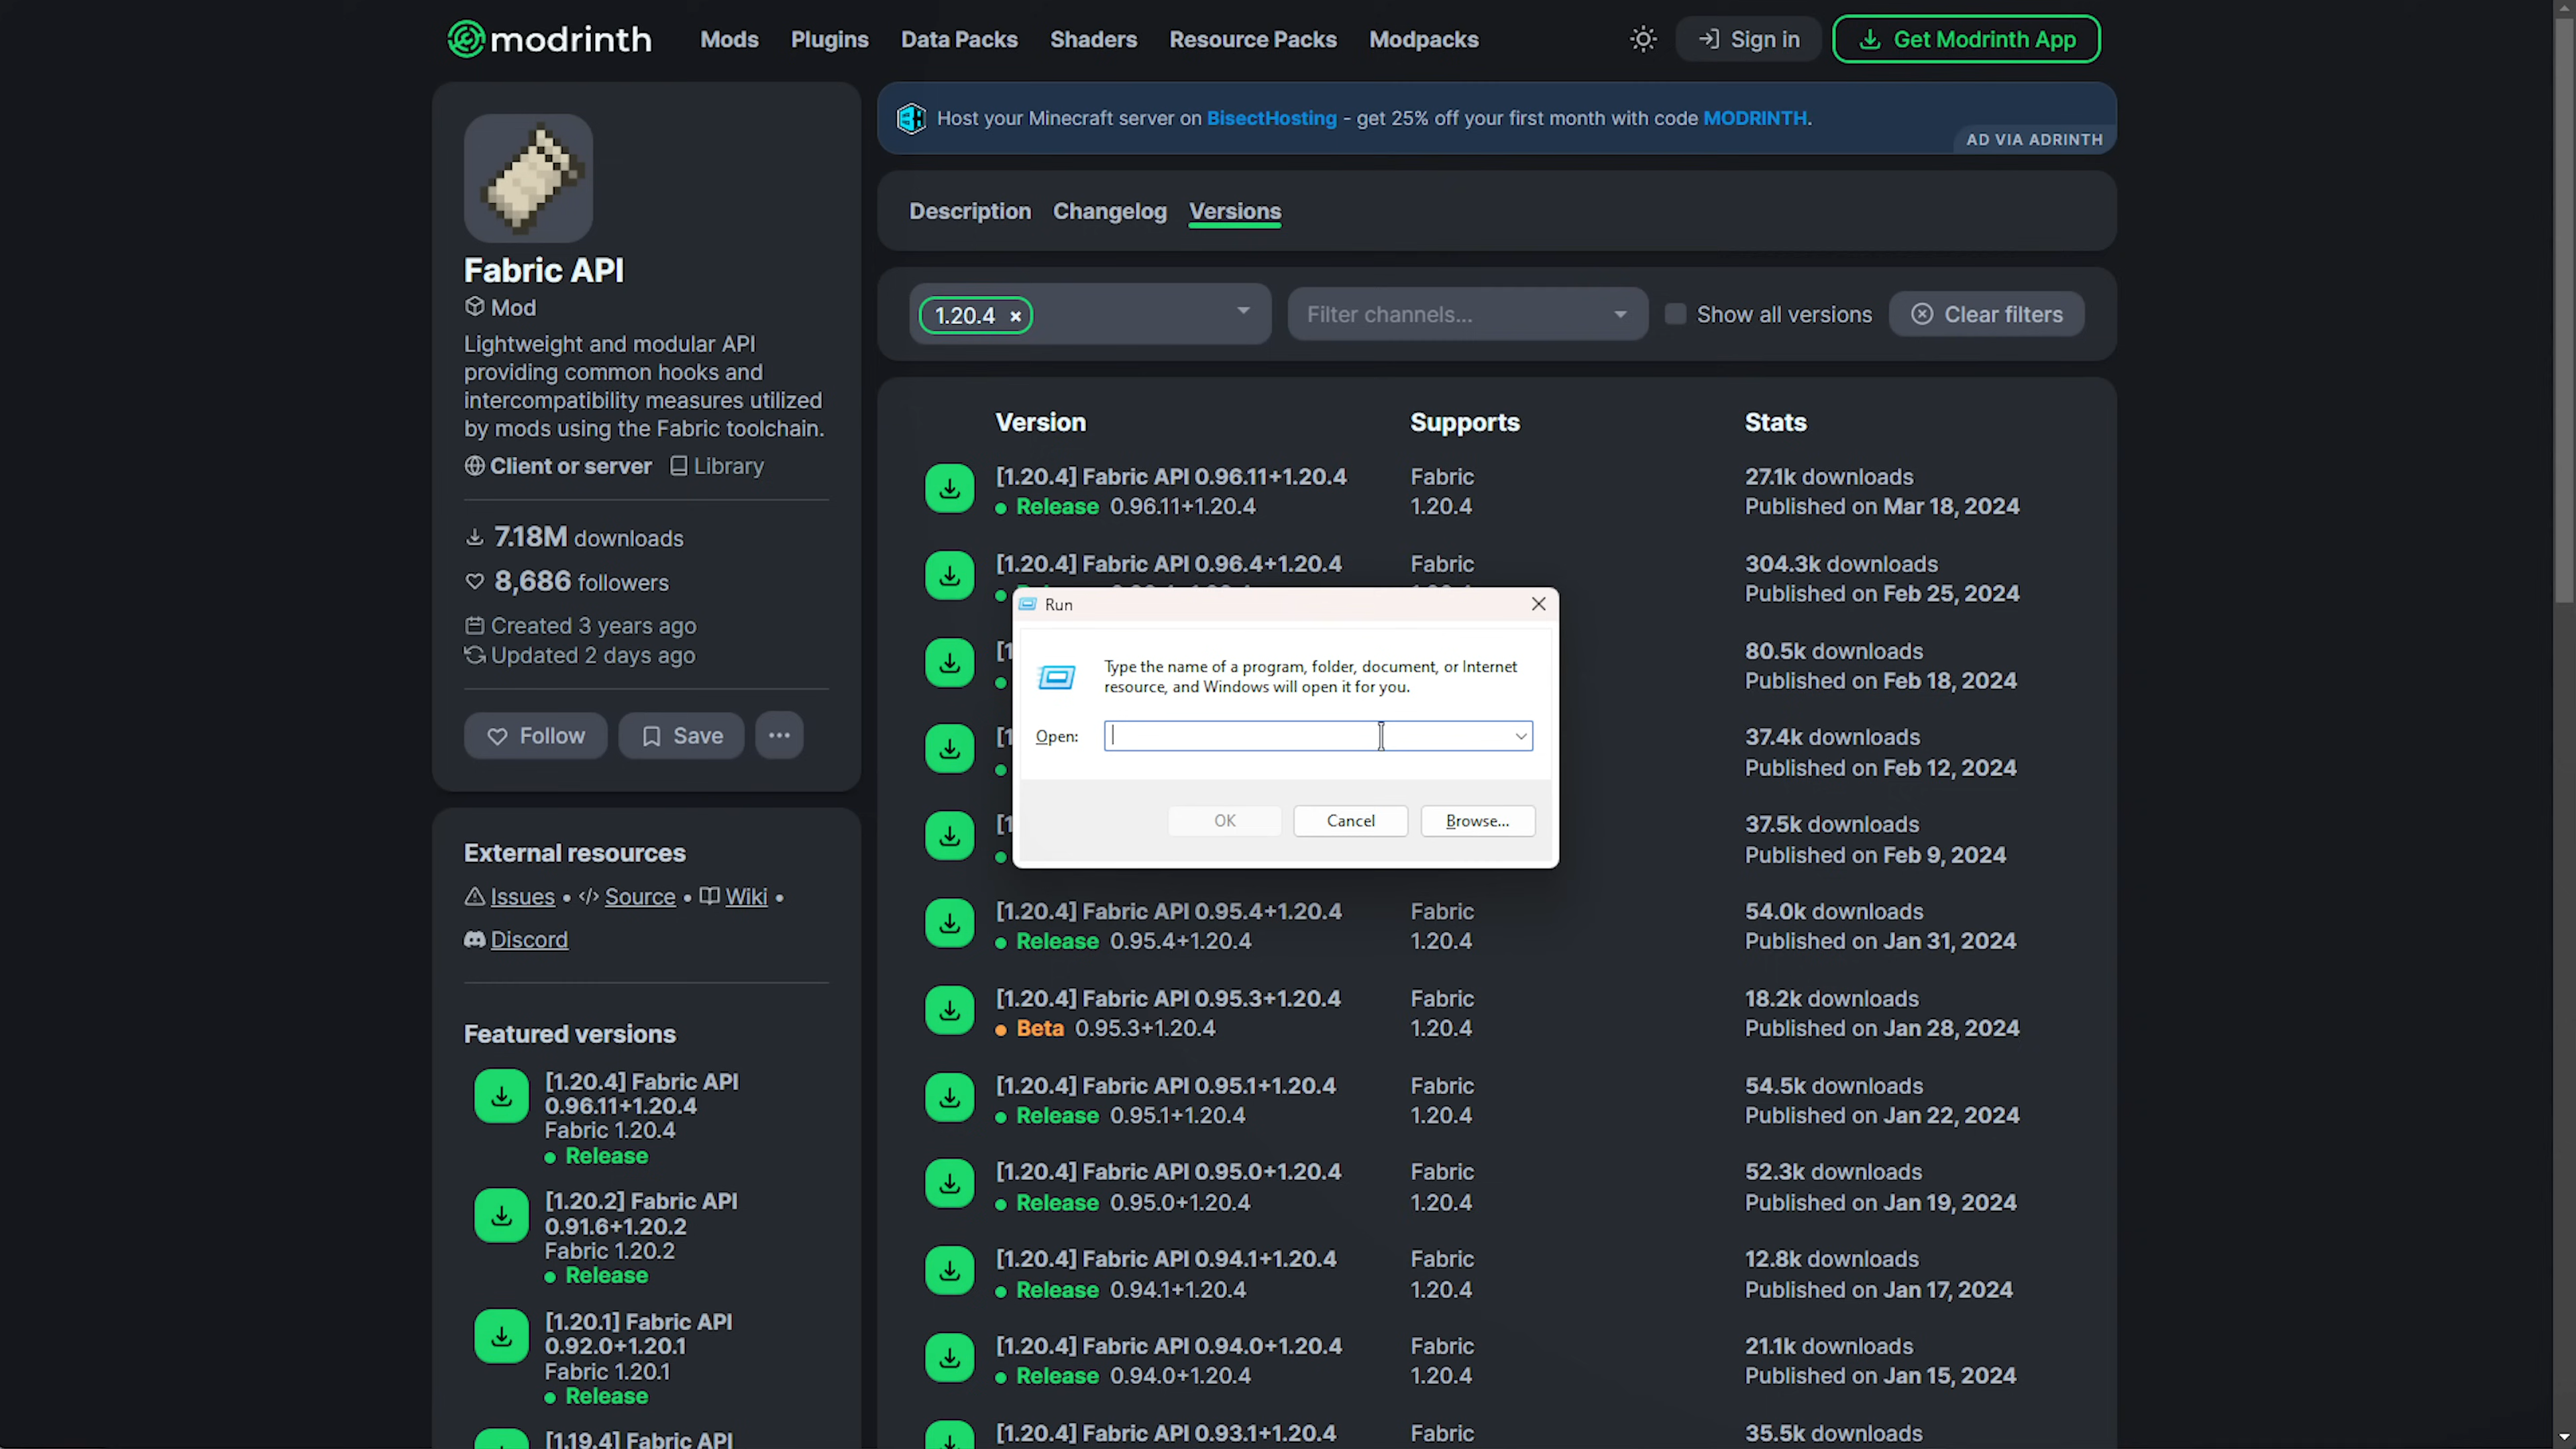 modrinth
Mods Plugins Data Packs Shaders Resource Packs Modpacks
Sign in
Get Modrinth App
Fabric API
Mod
Lightweight and modular API
providing common hooks and
intercompatibility measures utilized
by mods using the Fabric toolchain.
Client or server Library
7.18M downloads
8,686 followers
Created 3 years ago
Updated 2 days ago
Follow Save
External resources
Issues • Source • Wiki •
Discord
Featured versions
[1.20.4] Fabric API
0.96.11+1.20.4
Fabric 1.20.4
Release
[1.20.2] Fabric API
0.91.6+1.20.2
Fabric 1.20.2
Release
[1.20.1] Fabric API
0.92.0+1.20.1
Fabric 1.20.1
Release
[1.19.4] Fabric API
Host your Minecraft server on BisectHosting - get 25% off your first month with code MODRINTH.
AD VIA ADRINTH
Description Changelog Versions
1.20.4 × Filter channels... Show all versions Clear filters
Version Supports Stats
[1.20.4] Fabric API 0.96.11+1.20.4 Fabric 27.1k downloads
Release 0.96.11+1.20.4 1.20.4 Published on Mar 18, 2024
[1.20.4] Fabric API 0.96.4+1.20.4 Fabric 304.3k downloads
Published on Feb 25, 2024
80.5k downloads
Published on Feb 18, 2024
37.4k downloads
Published on Feb 12, 2024
37.5k downloads
Published on Feb 9, 2024
Run
Type the name of a program, folder, document, or Internet
resource, and Windows will open it for you.
Open:
OK Cancel Browse...
[1.20.4] Fabric API 0.95.4+1.20.4 Fabric 54.0k downloads
Release 0.95.4+1.20.4 1.20.4 Published on Jan 31, 2024
[1.20.4] Fabric API 0.95.3+1.20.4 Fabric 18.2k downloads
Beta 0.95.3+1.20.4 1.20.4 Published on Jan 28, 2024
[1.20.4] Fabric API 0.95.1+1.20.4 Fabric 54.5k downloads
Release 0.95.1+1.20.4 1.20.4 Published on Jan 22, 2024
[1.20.4] Fabric API 0.95.0+1.20.4 Fabric 52.3k downloads
Release 0.95.0+1.20.4 1.20.4 Published on Jan 19, 2024
[1.20.4] Fabric API 0.94.1+1.20.4 Fabric 12.8k downloads
Release 0.94.1+1.20.4 1.20.4 Published on Jan 17, 2024
[1.20.4] Fabric API 0.94.0+1.20.4 Fabric 21.1k downloads
Release 0.94.0+1.20.4 1.20.4 Published on Jan 15, 2024
[1.20.4] Fabric API 0.93.1+1.20.4 Fabric 35.5k downloads